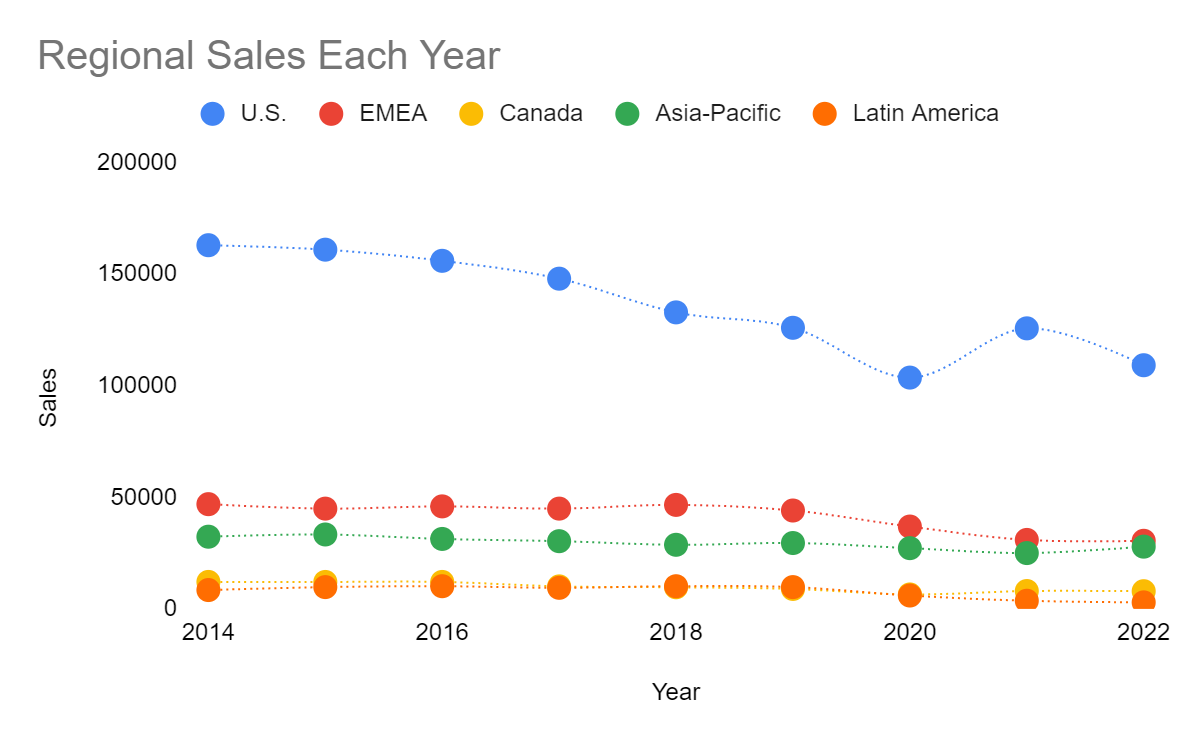 Regional Sales Each Year
U.S. EMEA Canada Asia-Pacific Latin America
200000
150000
100000
50000
0
Sales
2014 2016 2018 2020 2022
Year